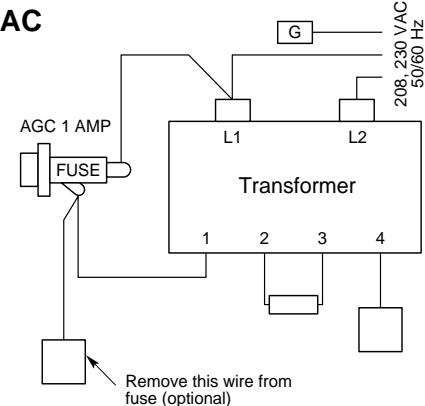 AC
G
208, 230 VAC
50/60 Hz
AGC 1 AMP
L1
L2
FUSE
Transformer
1 2 3 4
Remove this wire from
fuse (optional)